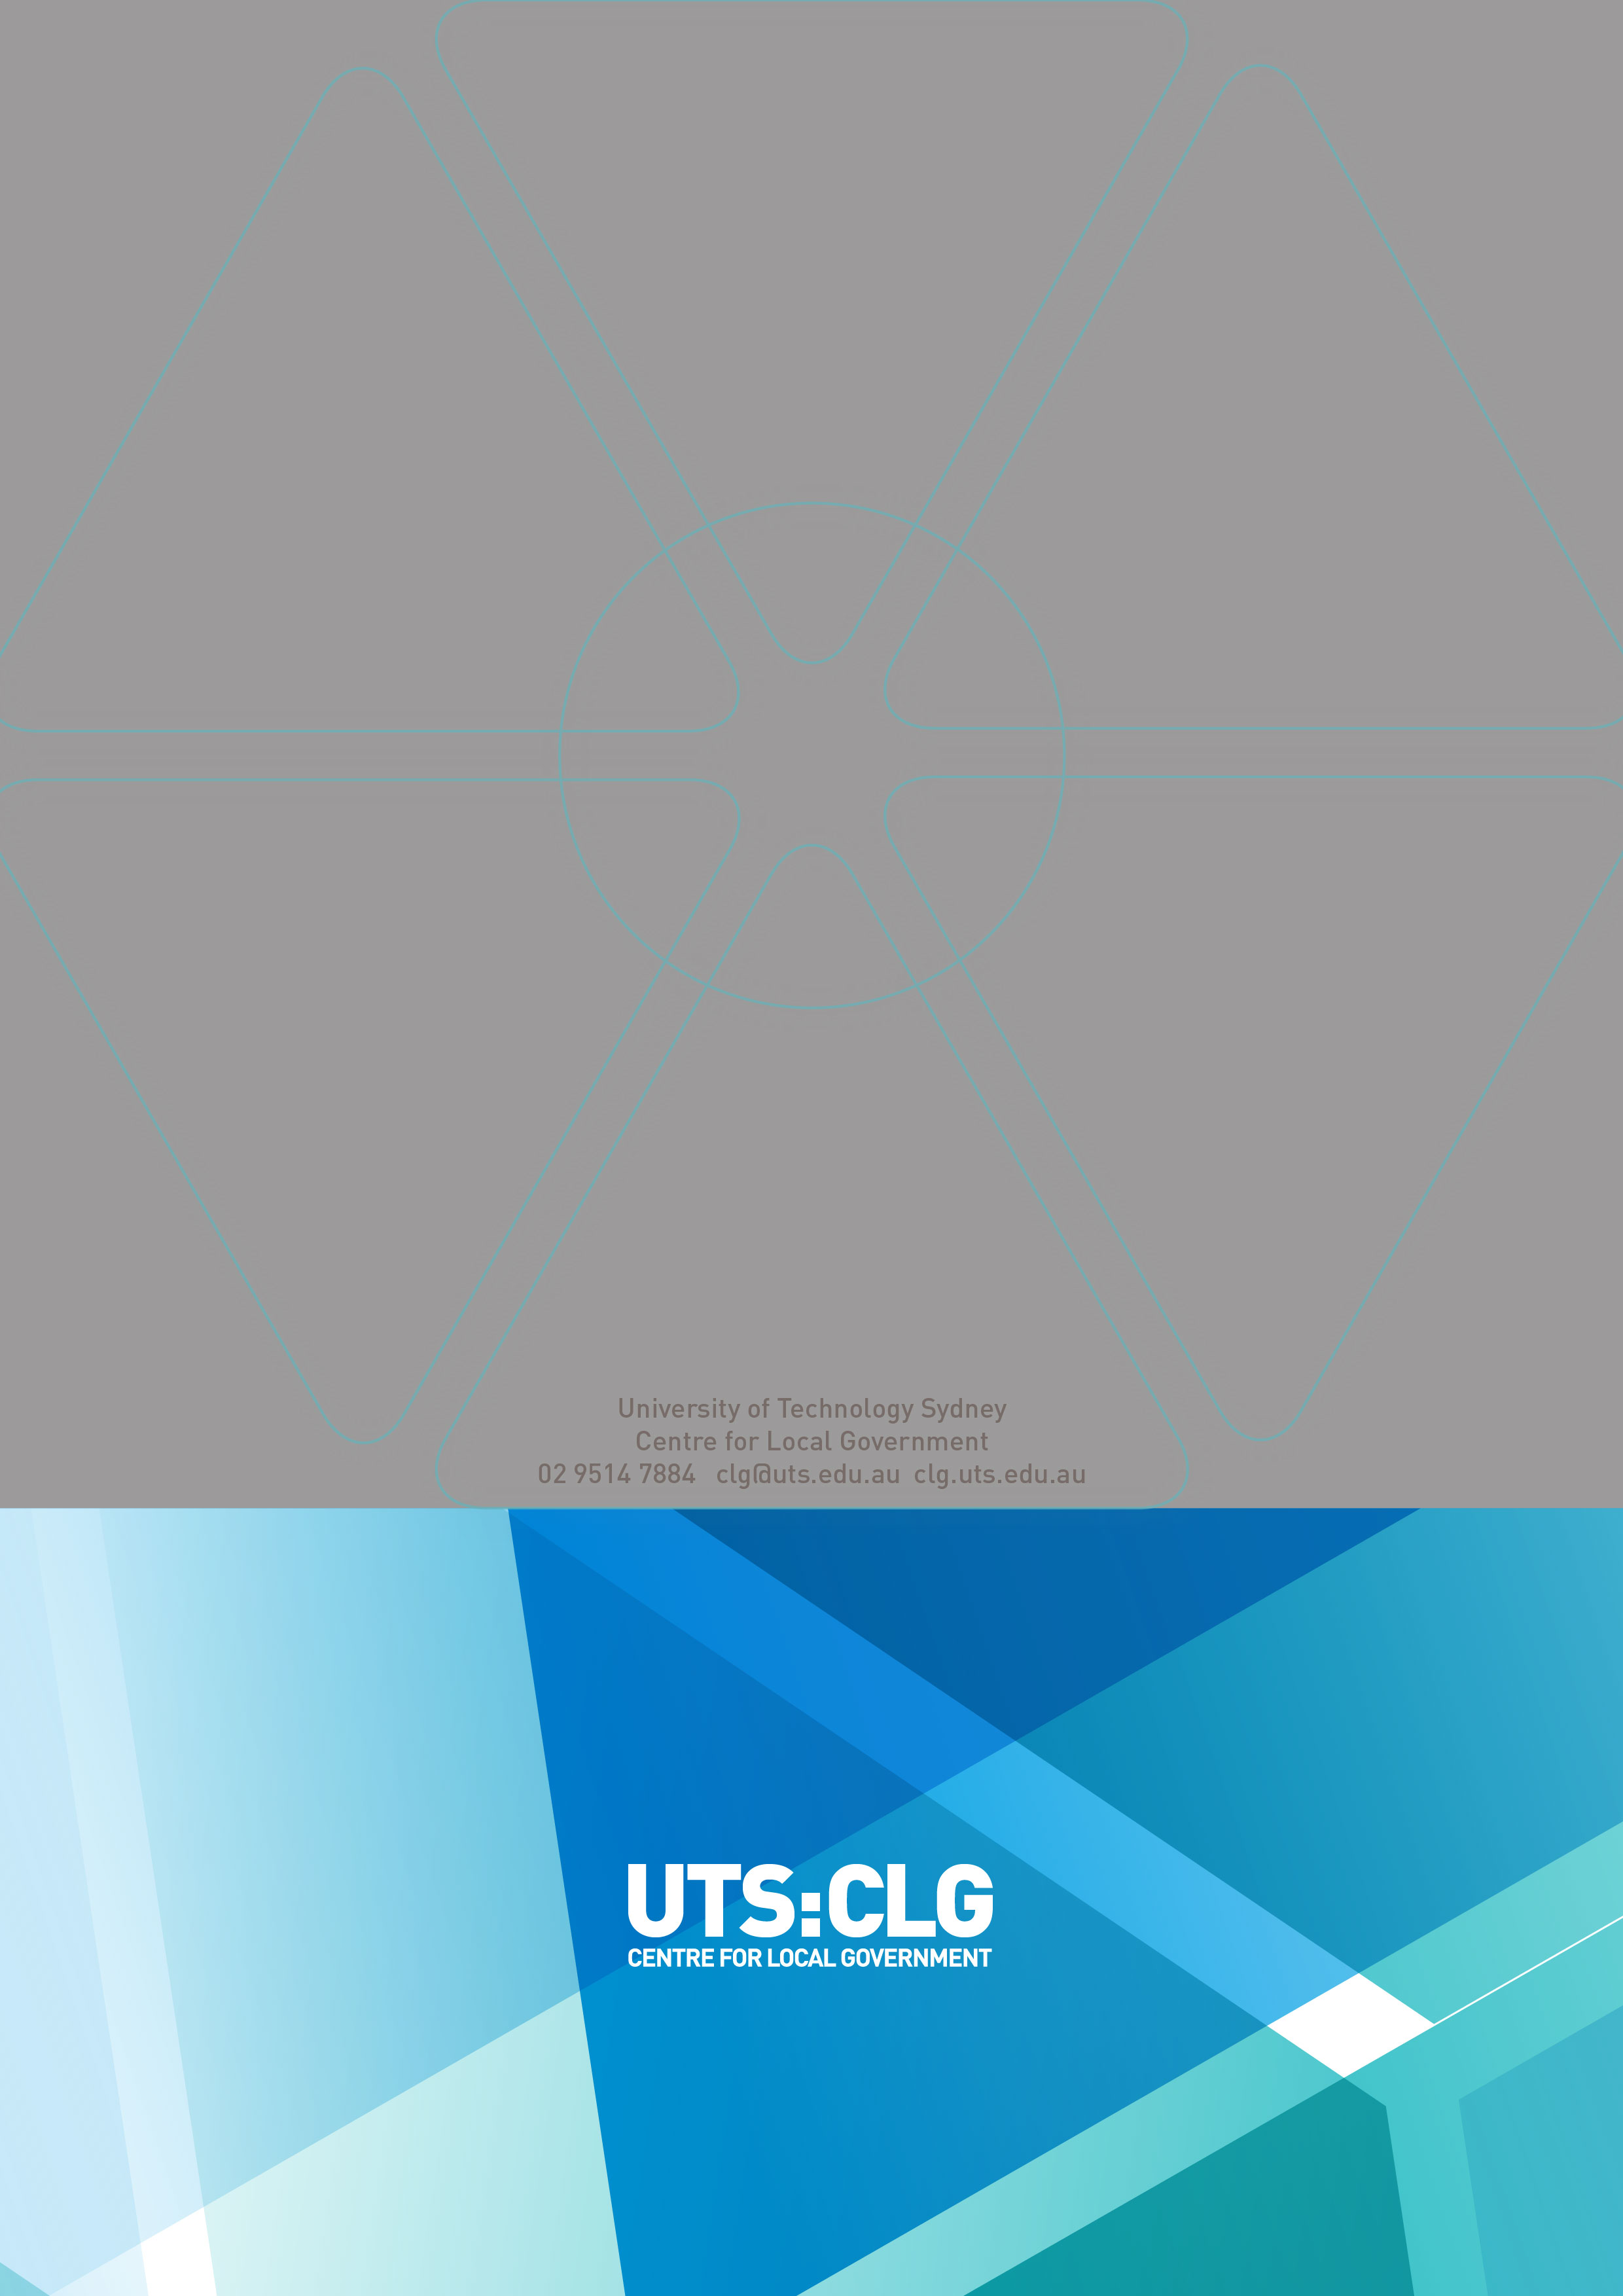 University of Technology Sydney
Centre for Local Government
02 9514 7884 clg@uts.edu.au clg.uts.edu.au
UTS:CLG
CENTRE FOR LOCAL GOVERNMENT